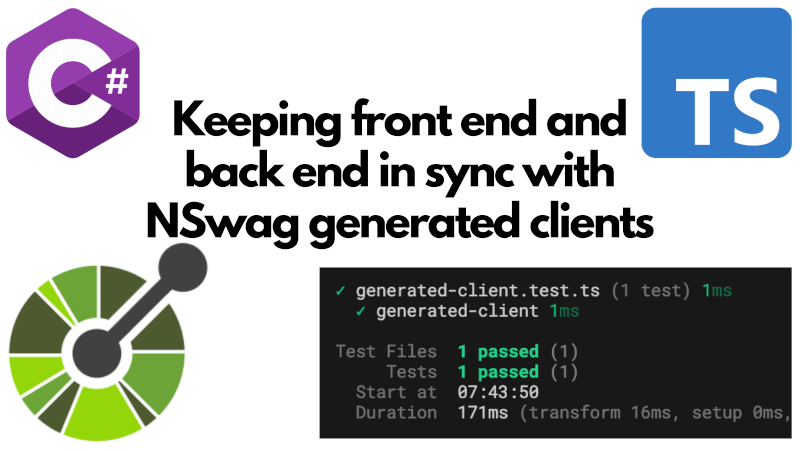 C#
TS
Keeping front end and
back end in sync with
NSwag generated clients
✓ generated-client.test.ts (1 test) 1ms
✓ generated-client 1ms
Test Files 1 passed (1)
Tests 1 passed (1)
Start at 07:43:50
Duration 171ms (transform 16ms, setup 0ms,